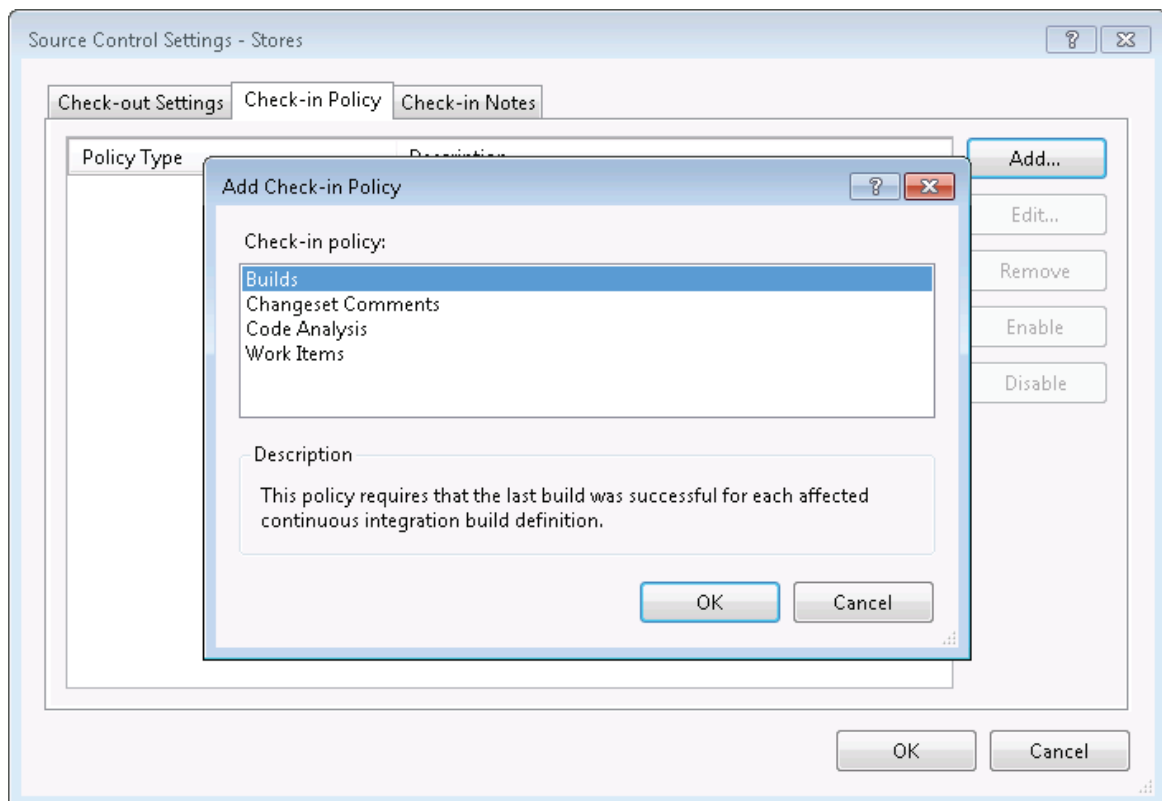 Source Control Settings - Stores
Check-out Settings
Check-in Policy
Check-in Notes
Policy Type
Description
Add...
Edit...
Remove
Enable
Disable
Add Check-in Policy
Check-in policy:
Builds
Changeset Comments
Code Analysis
Work Items
Description
This policy requires that the last build was successful for each affected
continuous integration build definition.
OK
Cancel
OK
Cancel